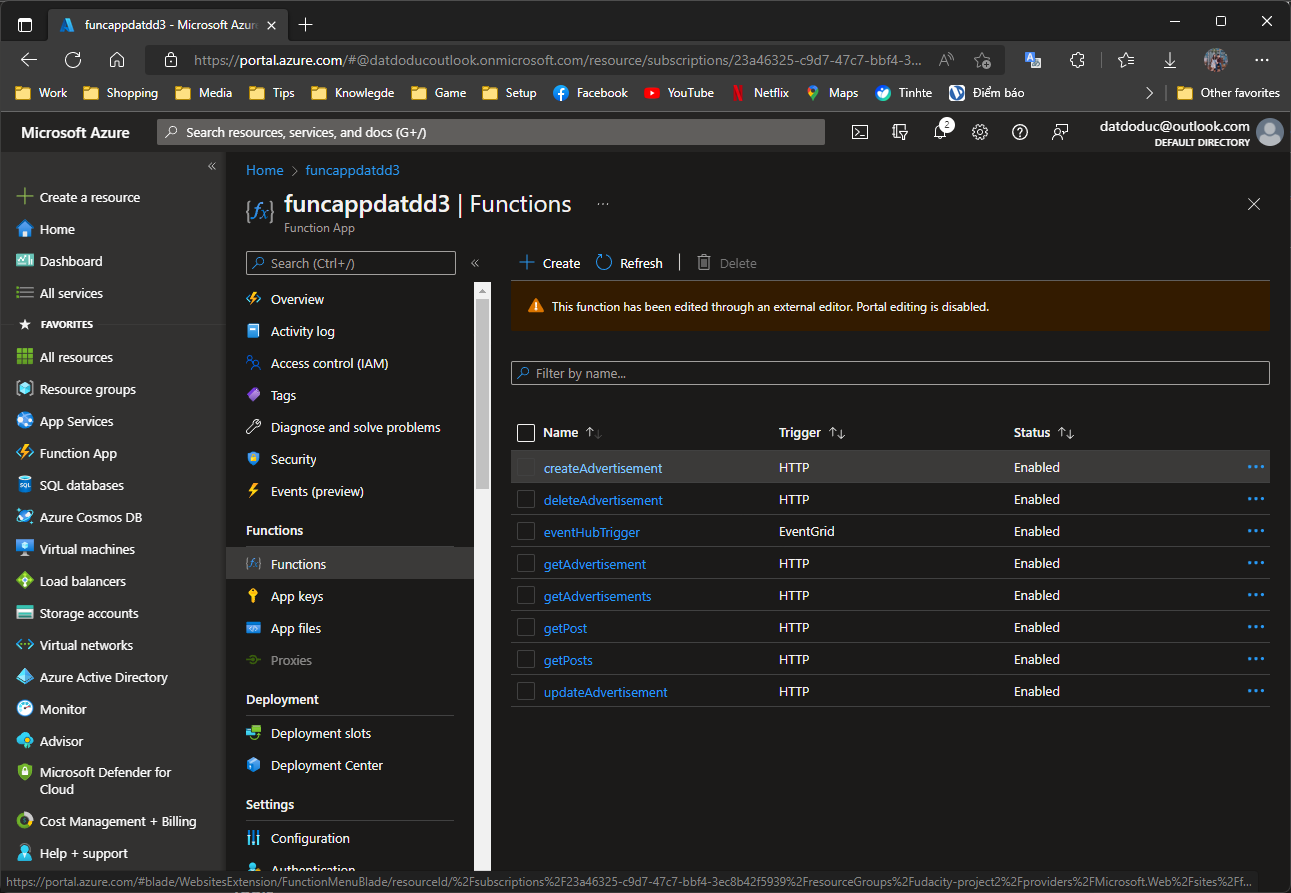 funcappdatdd3 - Microsoft Azur
https://portal.azure.com/#@datdoducoutlook.onmicrosoft.com/resource/subscriptions/23a46325-c9d7-47c7-bbf4-3...
Work Shopping Media Tips Knowlegde Game Setup Facebook YouTube Netflix Maps Tinhte Điểm báo Other favorites
Microsoft Azure
Search resources, services, and docs (G+/)
2
datdoduc@outlook.com
DEFAULT DIRECTORY
Create a resource
Home
Dashboard
All services
FAVORITES
All resources
Resource groups
App Services
Function App
SQL databases
Azure Cosmos DB
Virtual machines
Load balancers
Storage accounts
Virtual networks
Azure Active Directory
Monitor
Advisor
Microsoft Defender for
Cloud
Cost Management + Billing
Help + support
Home > funcappdatdd3
funcappdatdd3 | Functions ...
Function App
Search (Ctrl+/)
Overview
Activity log
Access control (IAM)
Tags
Diagnose and solve problems
Security
Events (preview)
Functions
Functions
App keys
App files
Proxies
Deployment
Deployment slots
Deployment Center
Settings
Configuration
Authentication
Create Refresh Delete
This function has been edited through an external editor. Portal editing is disabled.
Filter by name...
Name Trigger Status
createAdvertisement HTTP Enabled
deleteAdvertisement HTTP Enabled
eventHubTrigger EventGrid Enabled
getAdvertisement HTTP Enabled
getAdvertisements HTTP Enabled
getPost HTTP Enabled
getPosts HTTP Enabled
updateAdvertisement HTTP Enabled
https://portal.azure.com/#blade/WebsitesExtension/FunctionMenuBlade/resourceId/%2Fsubscriptions%2F23a46325-c9d7-47c7-bbf4-3ec8b42f5939%2FresourceGroups%2Fudacity-project2%2Fproviders%2FMicrosoft.Web%2Fsites%2Ff...